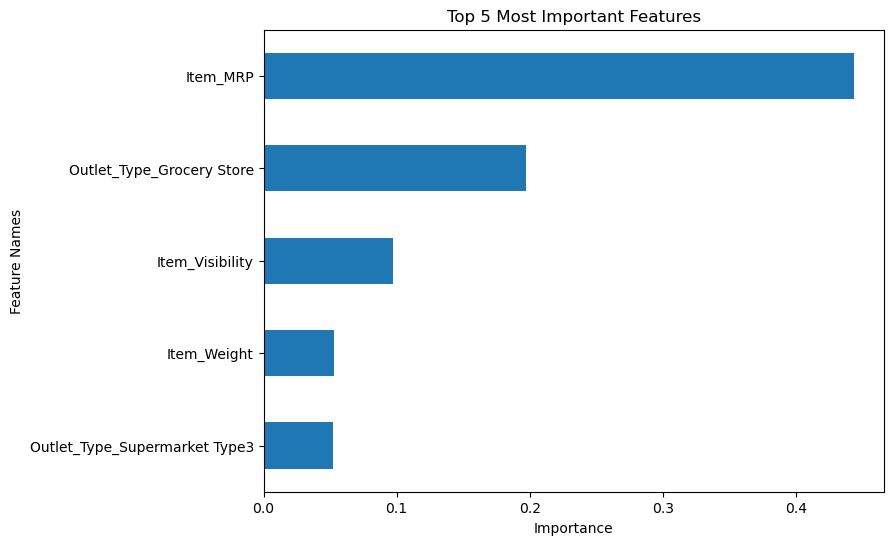 Top 5 Most Important Features
Item_MRP
Outlet_Type_Grocery Store
Item_Visibility
Item_Weight
Outlet_Type_Supermarket Type3
Feature Names
0.0 0.1 0.2 0.3 0.4
Importance